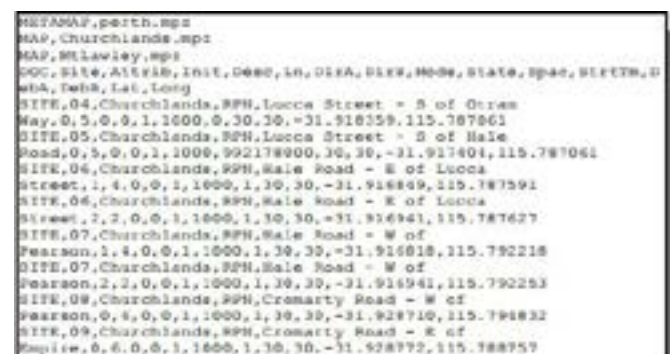 METAMAP,perth.mpz
MAP,Churchlands.mpz
MAP,MtLawley.mpz
DOC,Site,Attrib,Init,Desc,Ln,DirA,DirB,Mode,State,Spac,StrtTm,D
ebA,DebB,Lat,Long
SITE,04,Churchlands,RPH,Lucca Street - S of Otram
Way,0,5,0,0,1,1000,0,30,30,-31.918359,115.787061
SITE,05,Churchlands,RPH,Lucca Street - S of Hale
Road,0,5,0,0,1,1000,992178000,30,30,-31.917404,115.787061
SITE,06,Churchlands,RPH,Hale Road - E of Lucca
Street,1,4,0,0,1,1000,1,30,30,-31.916849,115.787591
SITE,06,Churchlands,RPH,Hale Road - E of Lucca
Street,2,2,0,0,1,1000,1,30,30,-31.916941,115.787627
SITE,07,Churchlands,RPH,Hale Road - W of
Pearson,1,4,0,0,1,1000,1,30,30,-31.916818,115.792218
SITE,07,Churchlands,RPH,Hale Road - W of
Pearson,2,2,0,0,1,1000,1,30,30,-31.916941,115.792253
SITE,08,Churchlands,RPH,Cromarty Road - W of
Pearson,0,6,0,0,1,1000,1,30,30,-31.928710,115.794832
SITE,09,Churchlands,RPH,Cromarty Road - E of
Empire,0,6,0,0,1,1000,1,30,30,-31.928772,115.788757